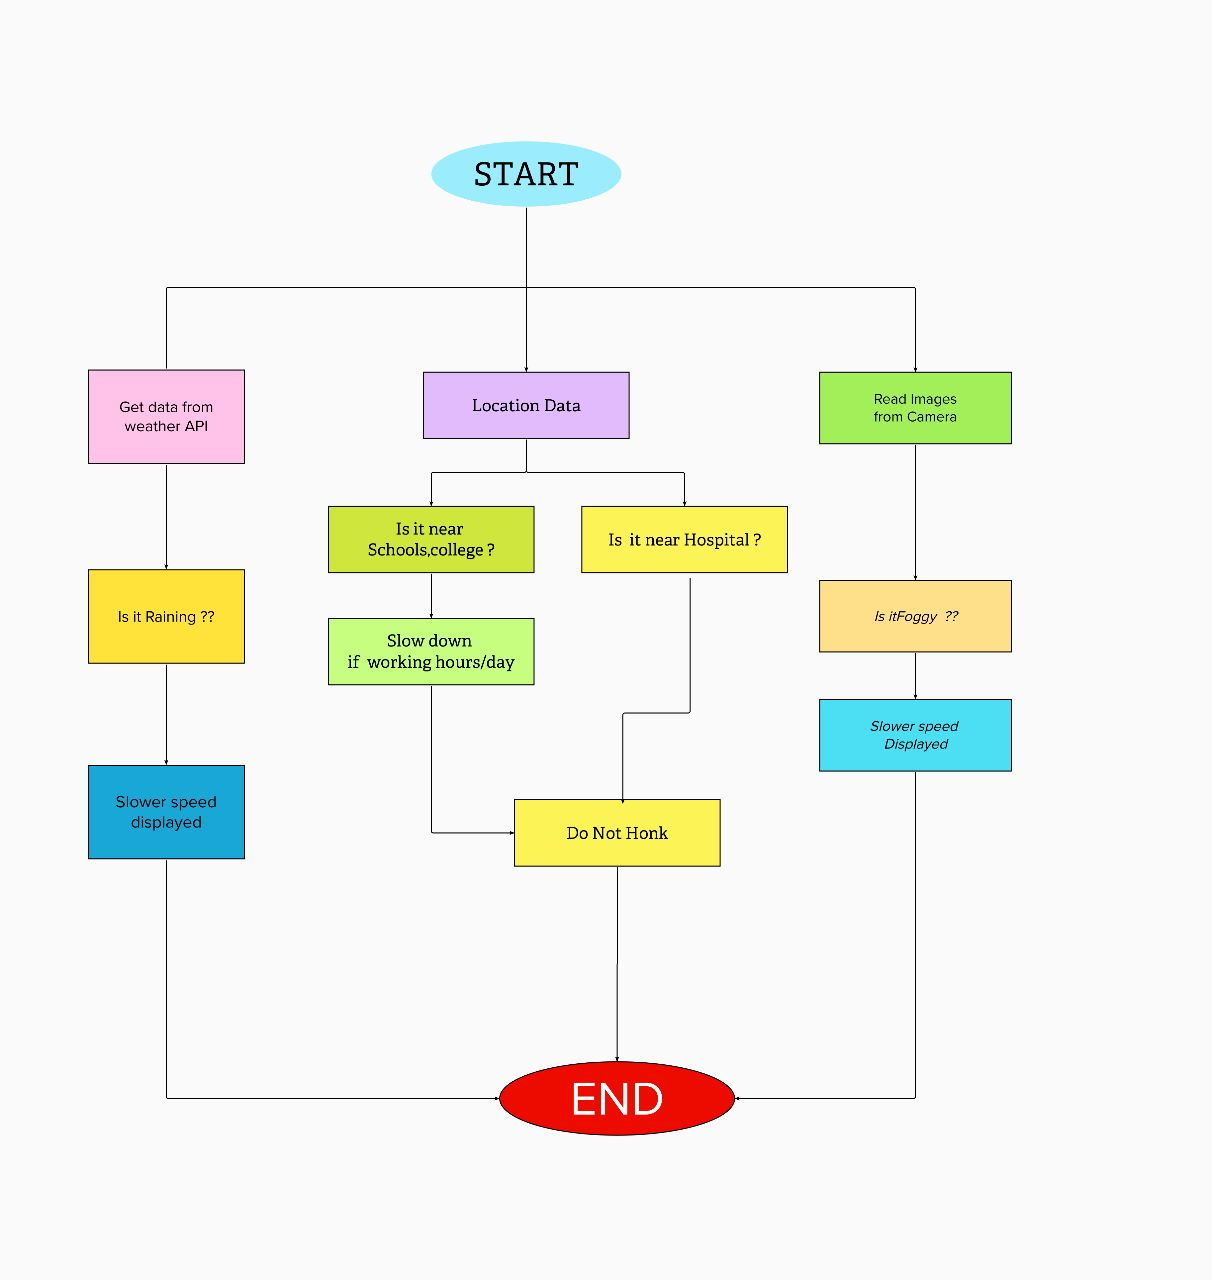 START
Get data from
weather API
Location Data
Read Images
from Camera
Is it near
Schools,college ?
Is  it near Hospital ?
Is it Raining ??
Slow down
if  working hours/day
Is itFoggy  ??
Slower speed
Displayed
Slower speed
displayed
Do Not Honk
END